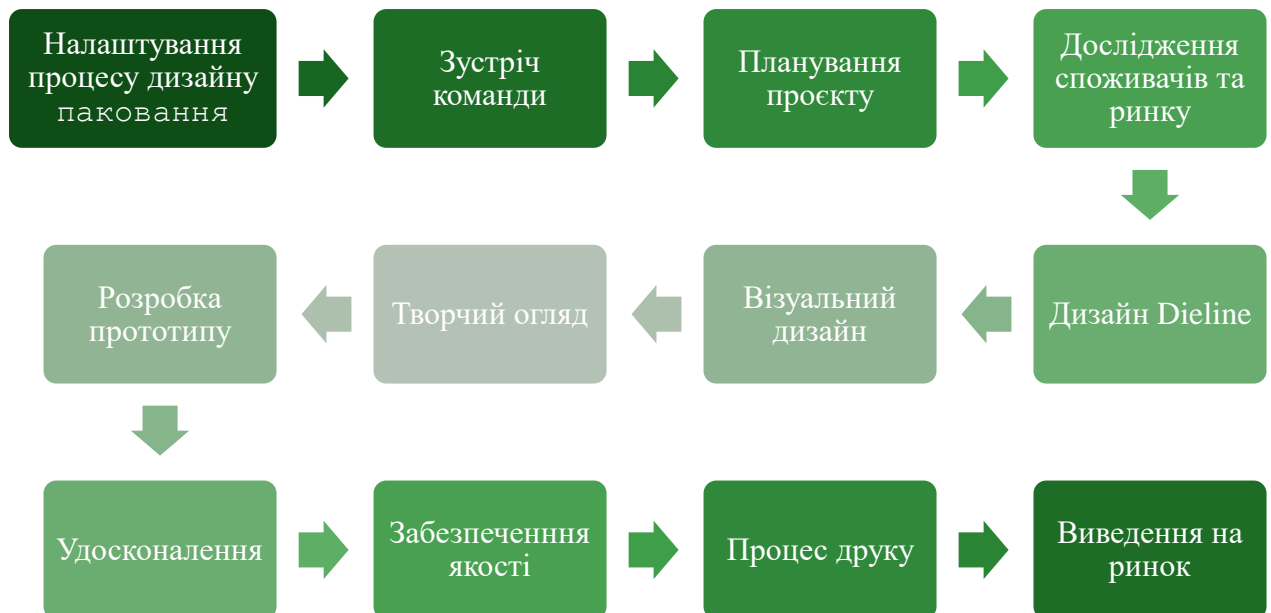 Налаштування
процесу дизайну
паковання
Зустріч
команди
Планування
проєкту
Дослідження
споживачів та
ринку
Дизайн Dieline
Візуальний
дизайн
Творчий огляд
Розробка
прототипу
Удосконалення
Забезпеченння
якості
Процес друку
Виведення на
ринок